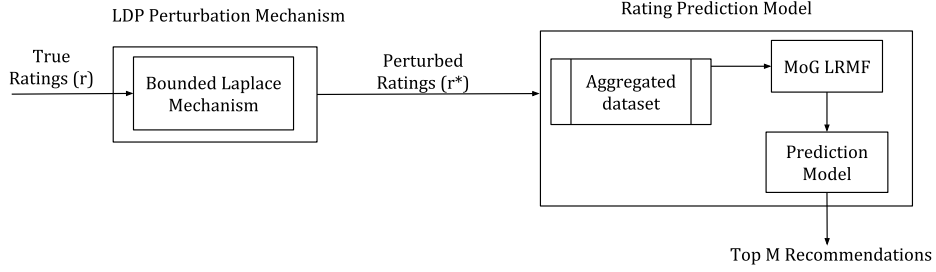 LDP Perturbation Mechanism
Rating Prediction Model
True
Ratings (r)
Bounded Laplace
Mechanism
Perturbed
Ratings (r*)
Aggregated
dataset
MoG LRMF
Prediction
Model
Top M Recommendations